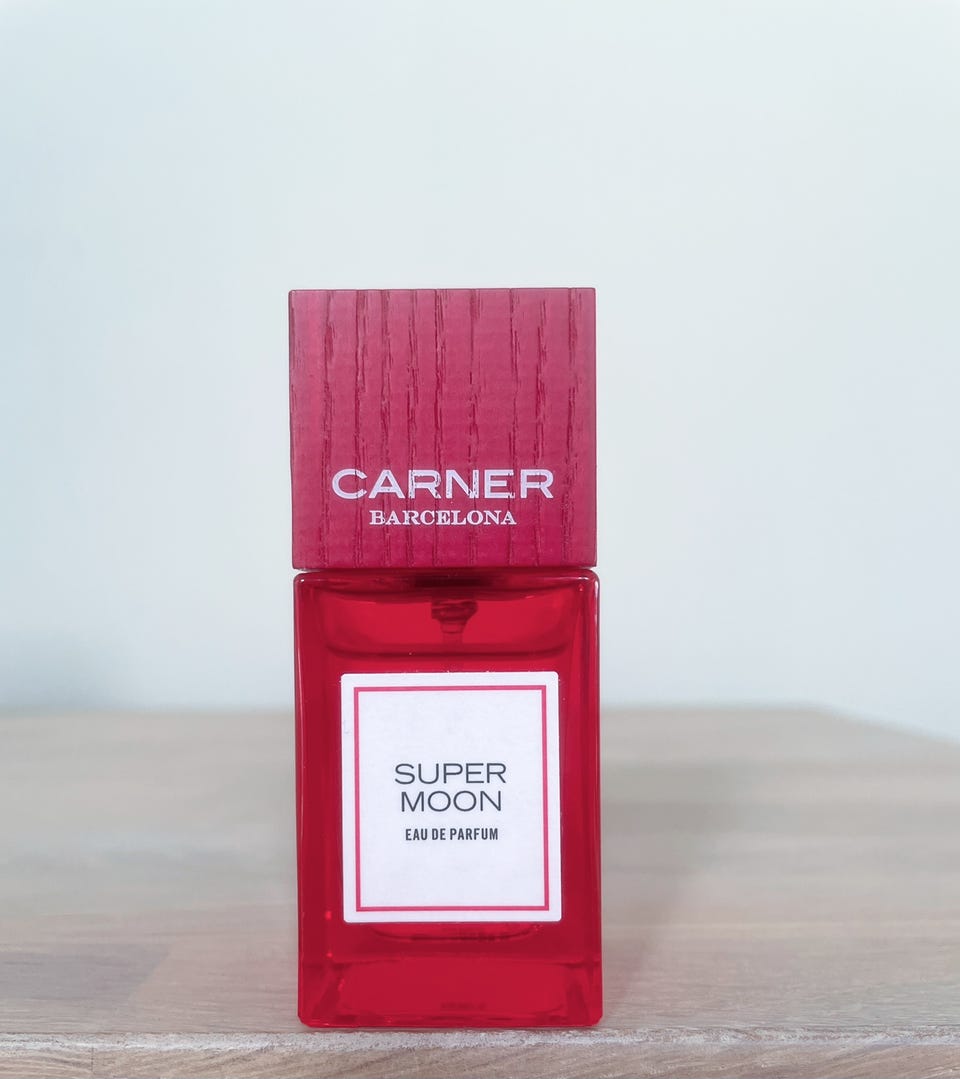 CARNER
BARCELONA
SUPER
MOON
EAU DE PARFUM